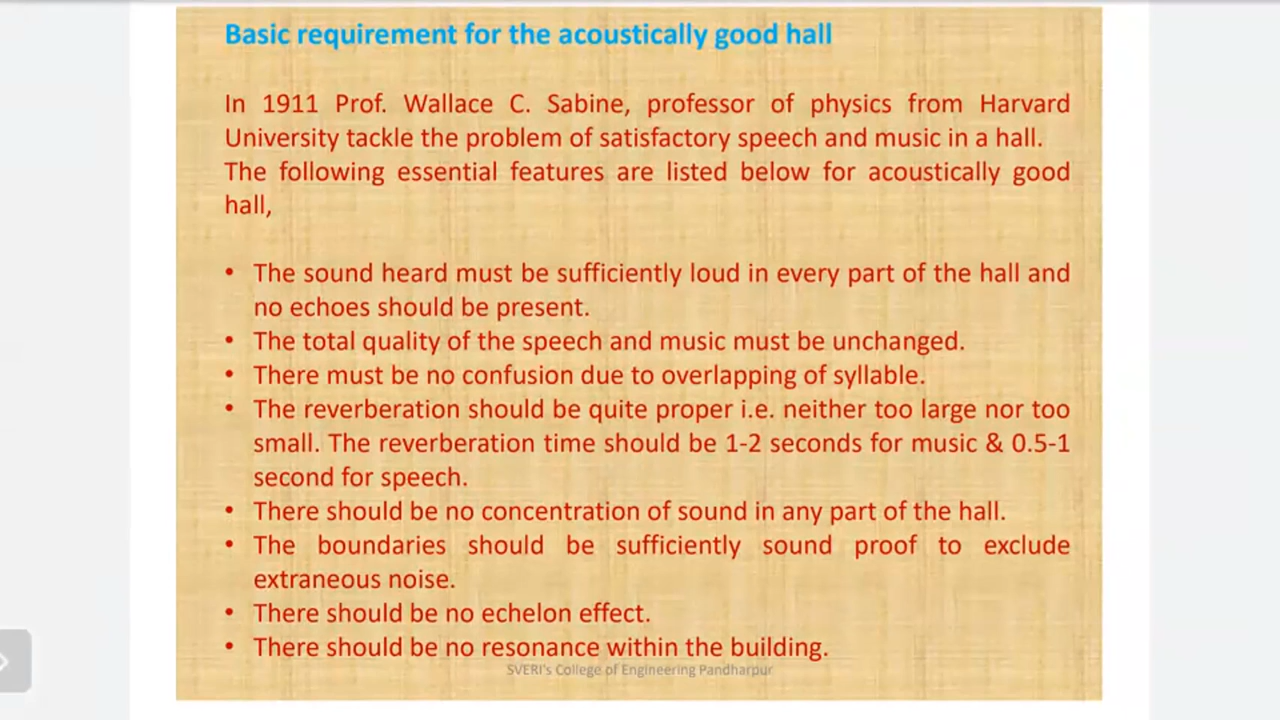 Basic requirement for the acoustically good hall
In 1911 Prof. Wallace C. Sabine, professor of physics from Harvard
University tackle the problem of satisfactory speech and music in a hall.
The following essential features are listed below for acoustically good
hall,
• The sound heard must be sufficiently loud in every part of the hall and
no echoes should be present.
• The total quality of the speech and music must be unchanged.
• There must be no confusion due to overlapping of syllable.
• The reverberation should be quite proper i.e. neither too large nor too
small. The reverberation time should be 1-2 seconds for music & 0.5-1
second for speech.
• There should be no concentration of sound in any part of the hall.
• The boundaries should be sufficiently sound proof to exclude
extraneous noise.
• There should be no echelon effect.
• There should be no resonance within the building.
SVERI's College of Engineering Pandharpur